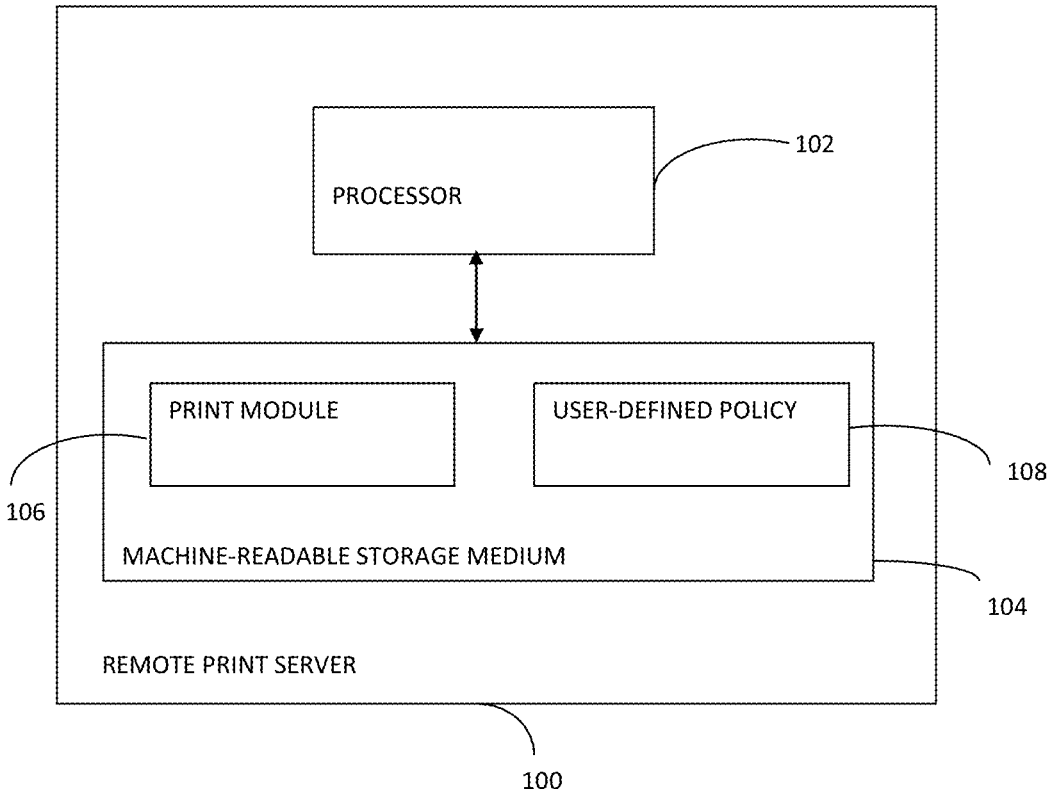 102
PROCESSOR
PRINT MODULE
USER-DEFINED POLICY
108
106
MACHINE-READABLE STORAGE MEDIUM
104
REMOTE PRINT SERVER
100